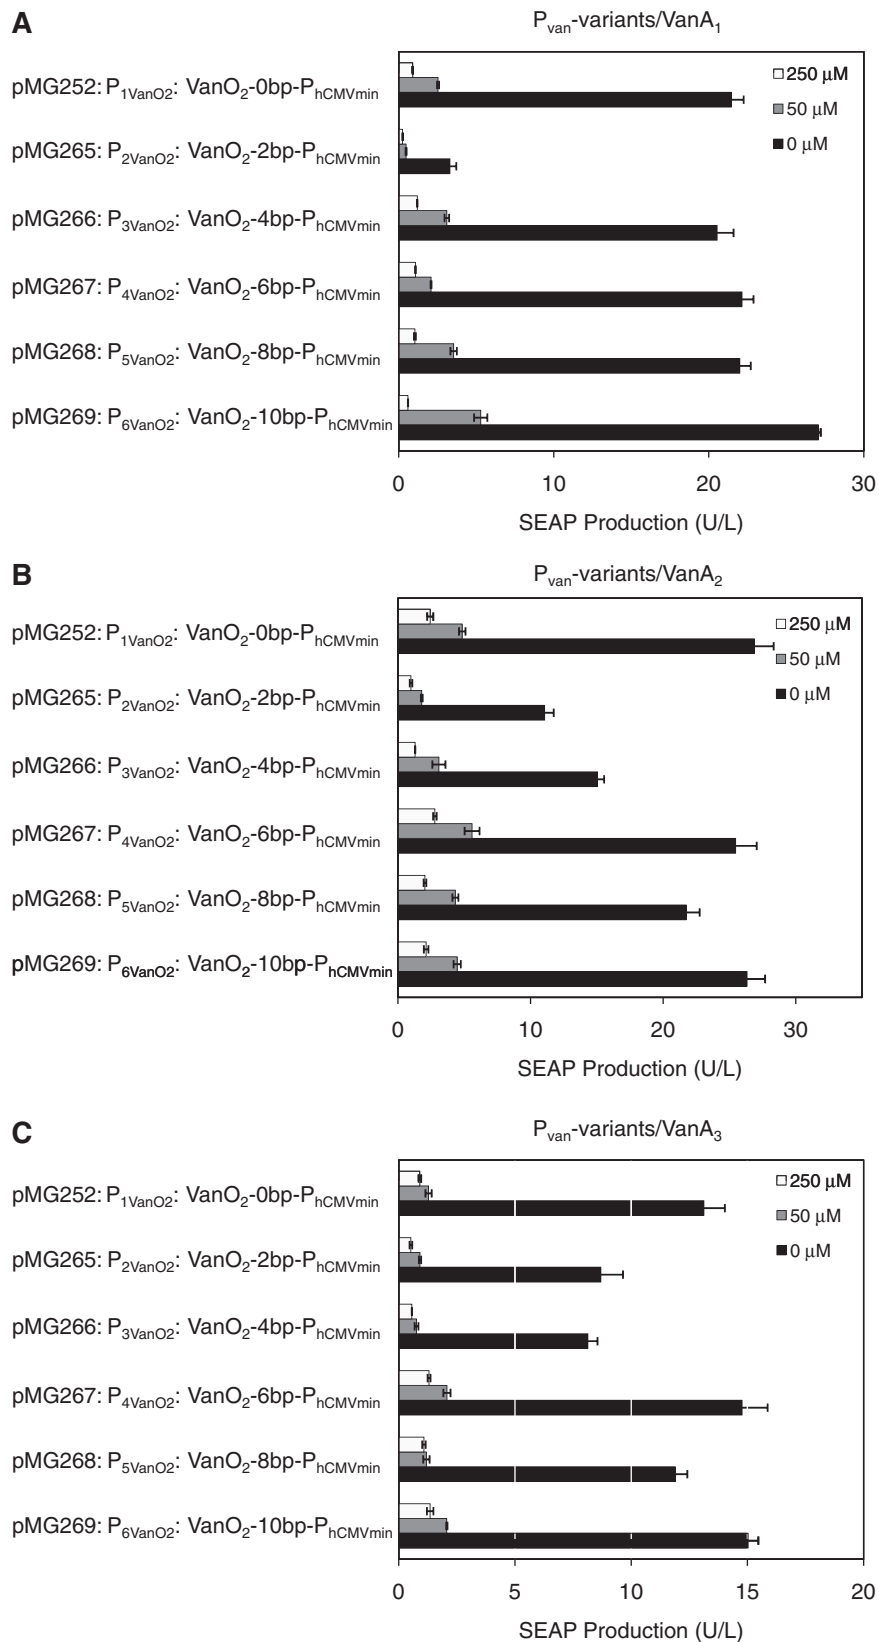 A
Pvan-variants/VanA1
pMG252: P1VanO2: VanO2-0bp-PhCMVmin
pMG265: P2VanO2: VanO2-2bp-PhCMVmin
pMG266: P3VanO2: VanO2-4bp-PhCMVmin
pMG267: P4VanO2: VanO2-6bp-PhCMVmin
pMG268: P5VanO2: VanO2-8bp-PhCMVmin
pMG269: P6VanO2: VanO2-10bp-PhCMVmin
250 μM
50 μM
0 μM
0 10 20 30
SEAP Production (U/L)
B
Pvan-variants/VanA2
pMG252: P1VanO2: VanO2-0bp-PhCMVmin
pMG265: P2VanO2: VanO2-2bp-PhCMVmin
pMG266: P3VanO2: VanO2-4bp-PhCMVmin
pMG267: P4VanO2: VanO2-6bp-PhCMVmin
pMG268: P5VanO2: VanO2-8bp-PhCMVmin
pMG269: P6VanO2: VanO2-10bp-PhCMVmin
250 μM
50 μM
0 μM
0 10 20 30
SEAP Production (U/L)
C
Pvan-variants/VanA3
pMG252: P1VanO2: VanO2-0bp-PhCMVmin
pMG265: P2VanO2: VanO2-2bp-PhCMVmin
pMG266: P3VanO2: VanO2-4bp-PhCMVmin
pMG267: P4VanO2: VanO2-6bp-PhCMVmin
pMG268: P5VanO2: VanO2-8bp-PhCMVmin
pMG269: P6VanO2: VanO2-10bp-PhCMVmin
250 μM
50 μM
0 μM
0 5 10 15 20
SEAP Production (U/L)